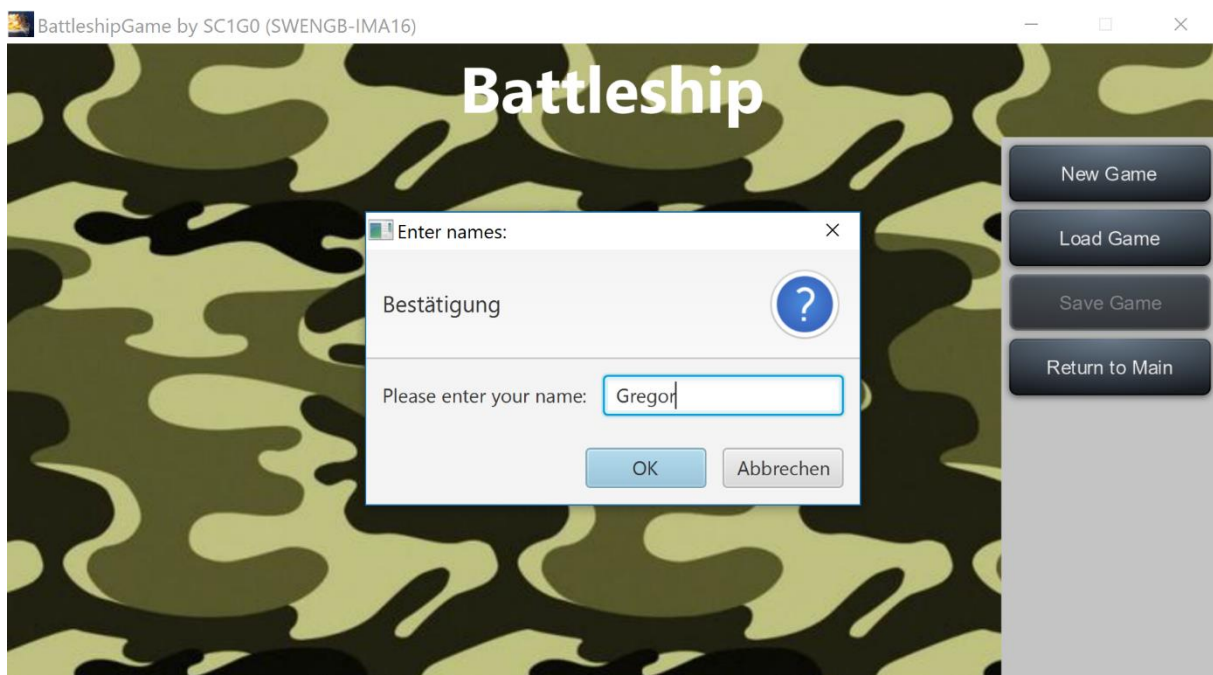 BattleshipGame by SC1G0 (SWENGB-IMA16)
Battleship
New Game
Load Game
Save Game
Return to Main
Enter names:
Bestätigung
?
Please enter your name: Gregor
OK Abbrechen